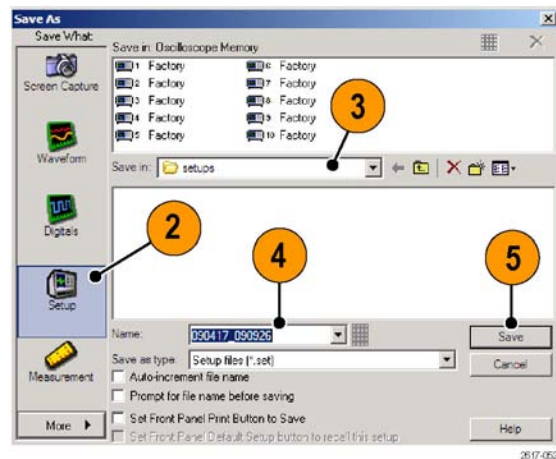 Save As
Save What:
Save in: Oscilloscope Memory
Screen Capture
1 Factory
2 Factory
3 Factory
4 Factory
5 Factory
6 Factory
7 Factory
8 Factory
9 Factory
10 Factory
3
Waveform
Save in: setups
Digitals
2
4
5
Setup
Name: 090417_090926
Save
Save as type: Setup files (*.set)
Cancel
Measurement
Auto-increment file name
Prompt for file name before saving
More
Set Front Panel Print Button to Save
Set Front Panel Default Setup button to recall this setup
Help
2617-052